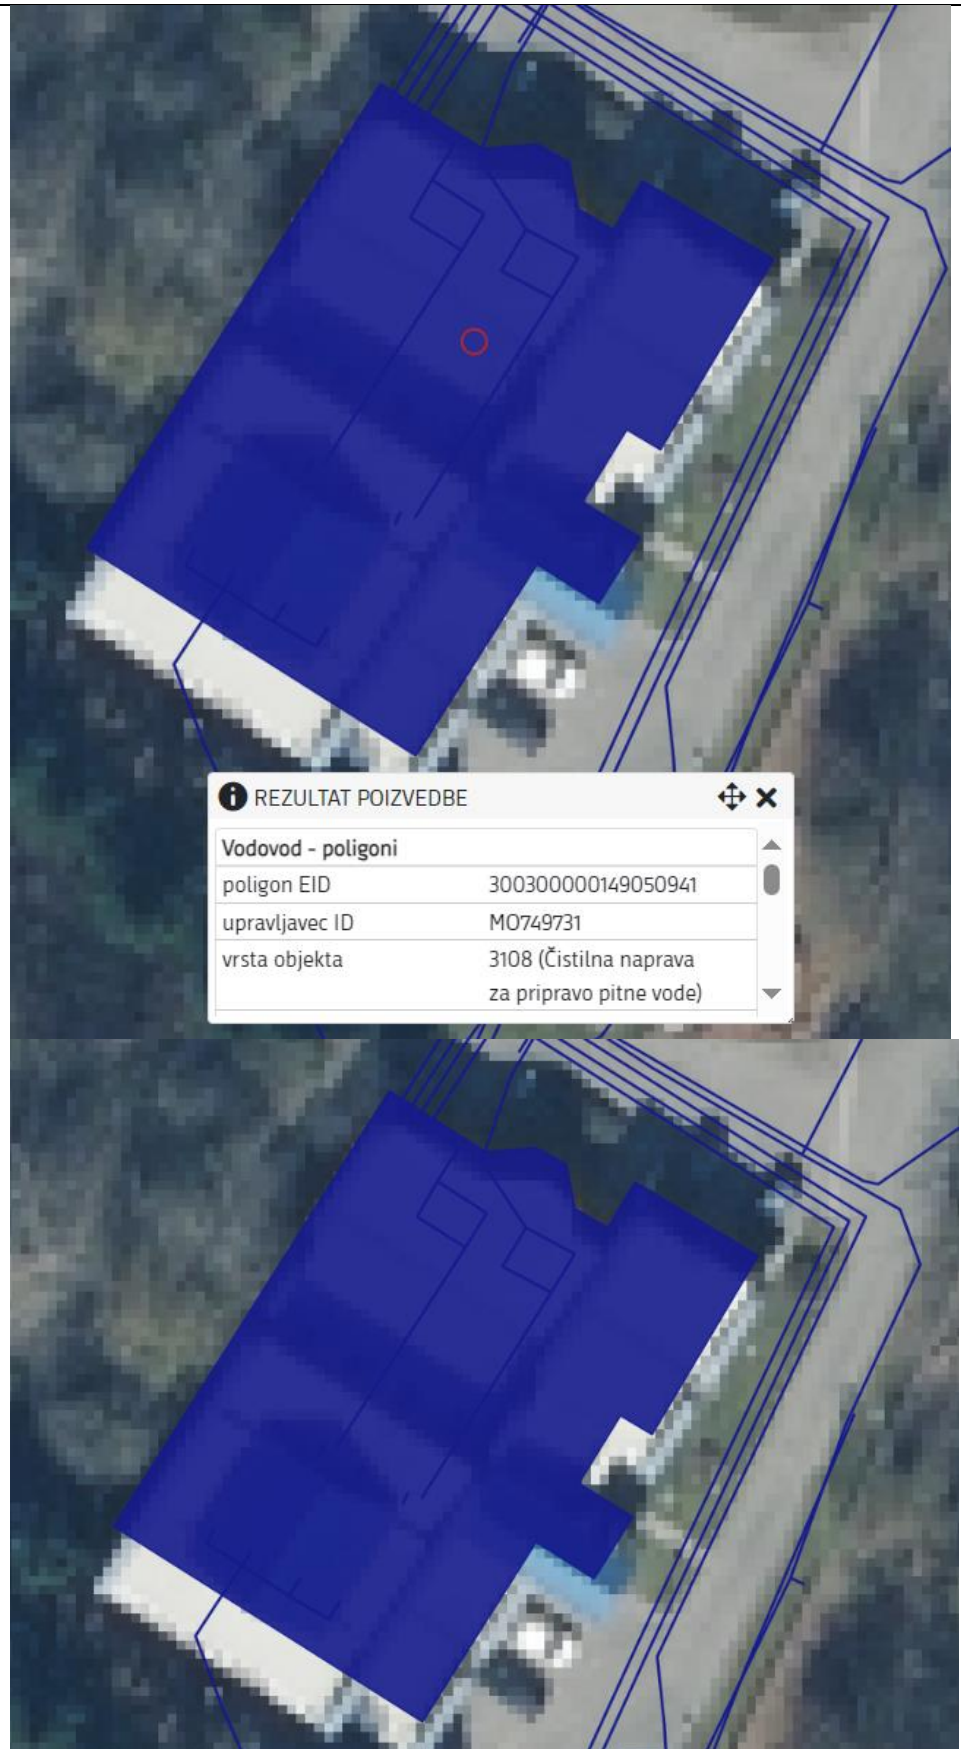 REZULTAT POIZVEDBE
Vodovod - poligoni
poligon EID 300300000149050941
upravljavec ID MO749731
vrsta objekta 3108 (Čistilna naprava
za pripravo pitne vode)